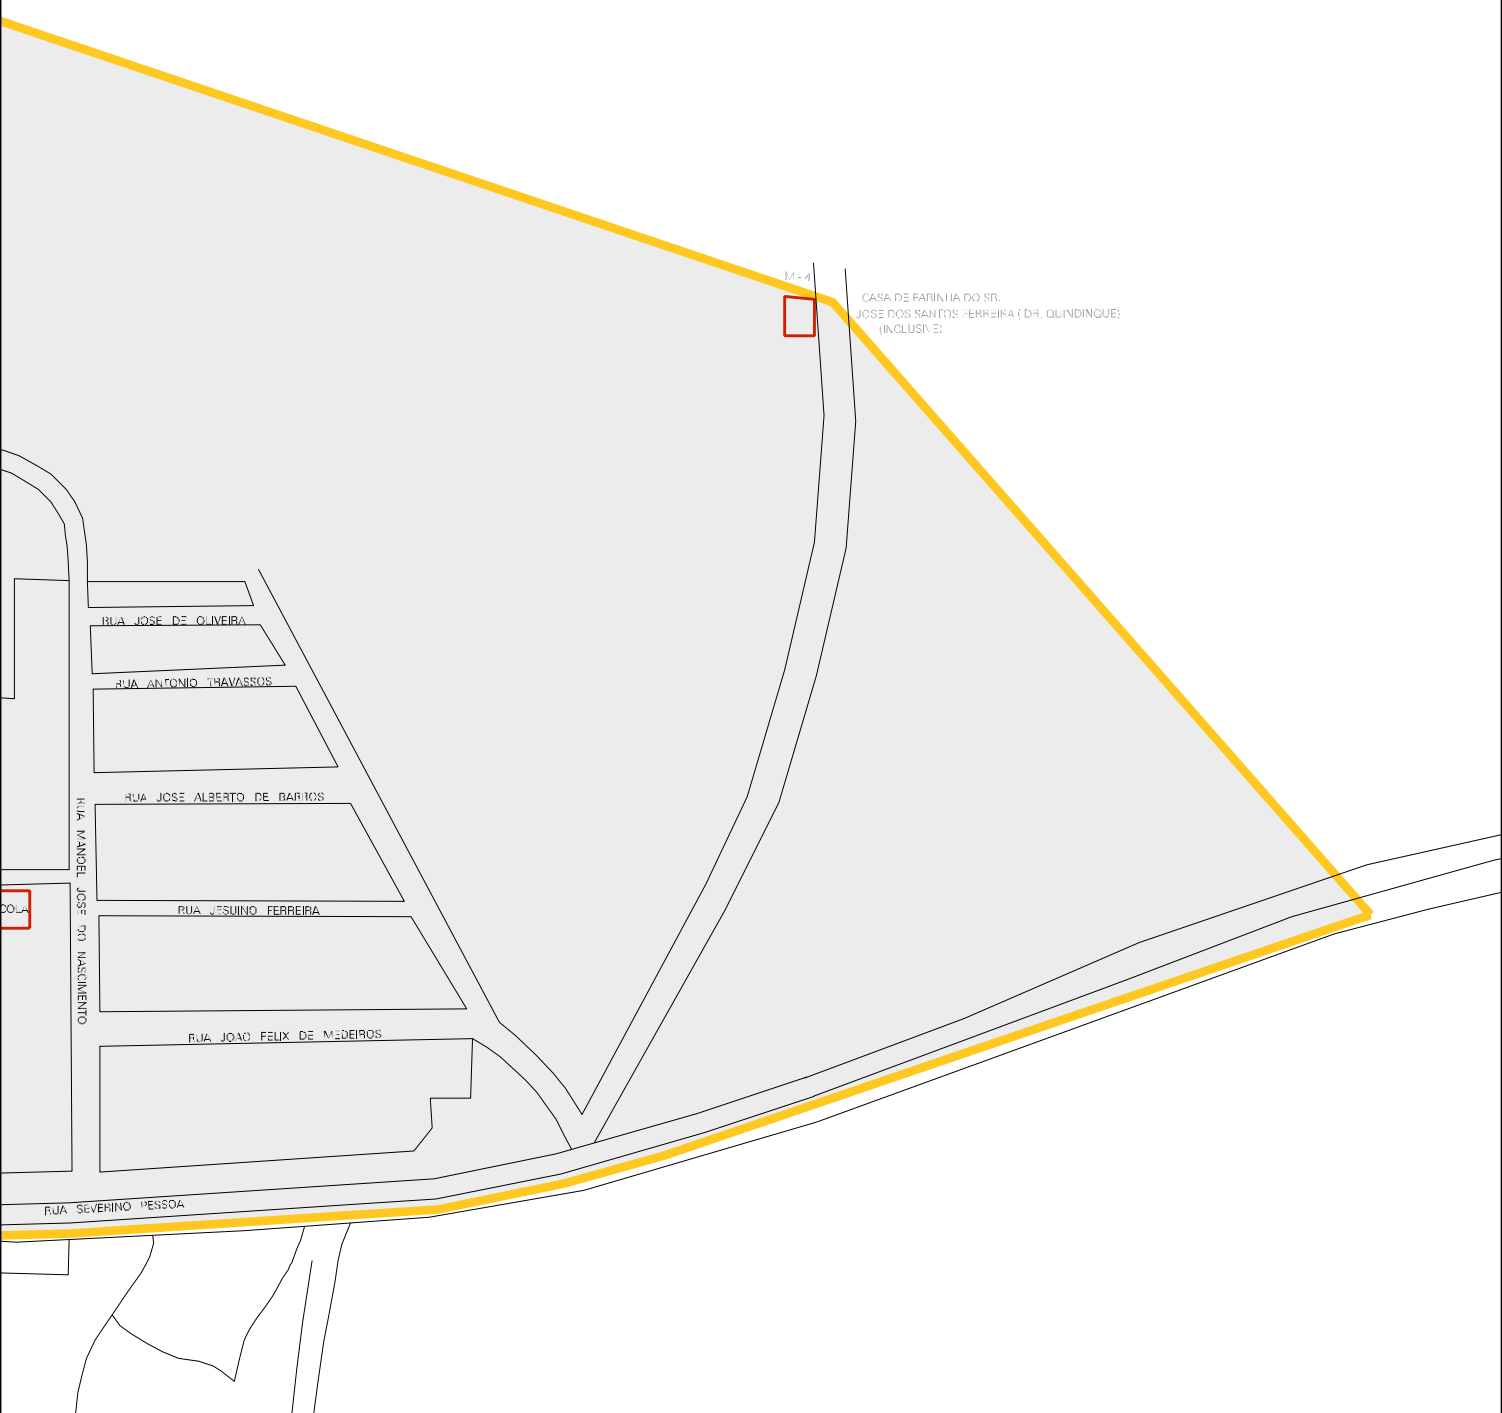 M - 4
CASA DE FARINHA DO SR.
JOSE DOS SANTOS FERREIRA ( DR. QUINDINQUE)
(INCLUSIVE)
RUA JOSE DE OLIVEIRA
RUA ANTONIO TRAVASSOS
RUA JOSE ALBERTO DE BARROS
RUA MANOEL JOSE DO NASCIMENTO
COLA
RUA JESUINO FERREIRA
RUA JOAO FELIX DE MEDEIROS
RUA SEVERINO PESSOA